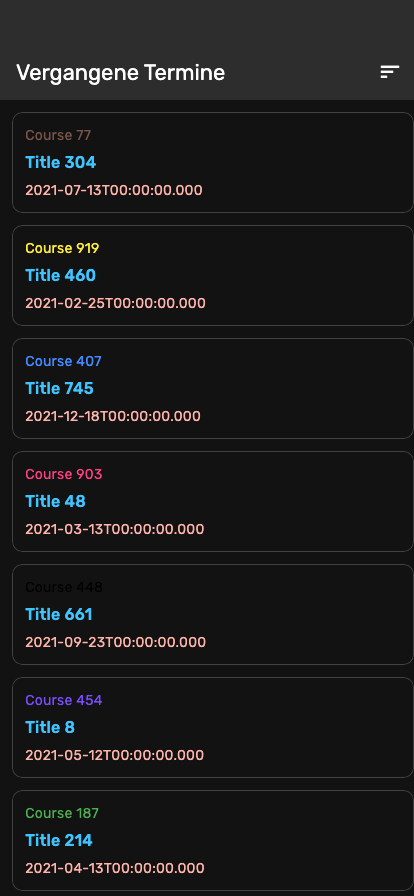 Vergangene Termine
Course 77
Title 304
2021-07-13T00:00:00.000
Course 919
Title 460
2021-02-25T00:00:00.000
Course 407
Title 745
2021-12-18T00:00:00.000
Course 903
Title 48
2021-03-13T00:00:00.000
Course 448
Title 661
2021-09-23T00:00:00.000
Course 454
Title 8
2021-05-12T00:00:00.000
Course 187
Title 214
2021-04-13T00:00:00.000